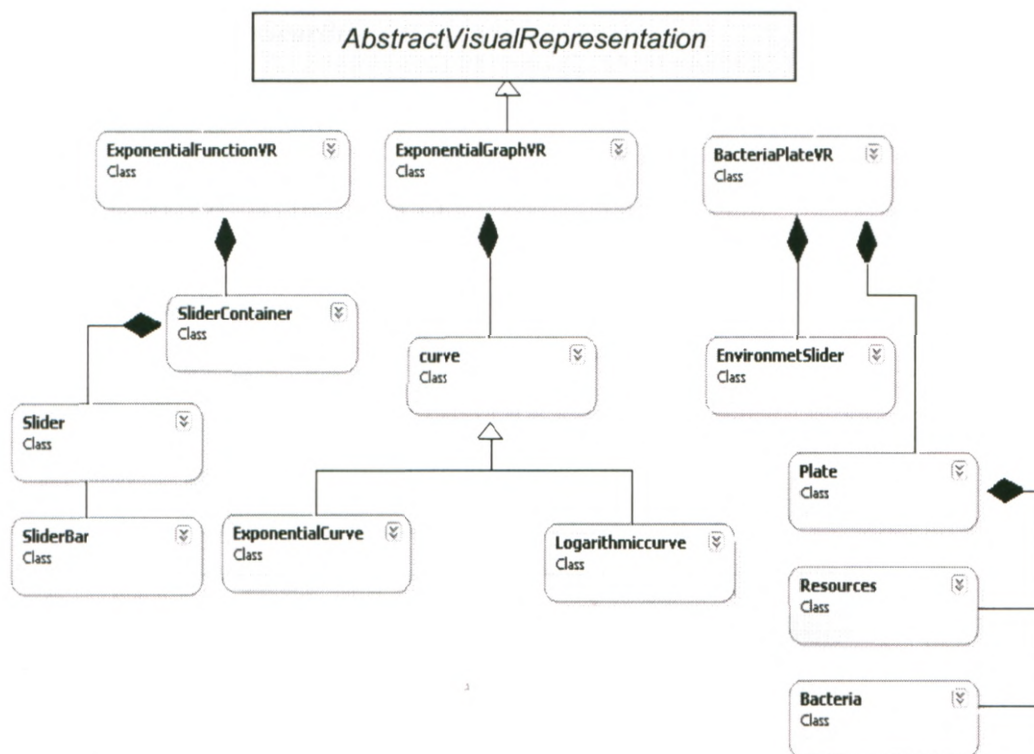 AbstractVisualRepresentation
ExponentialFunctionVR
Class
ExponentialGraphVR
Class
BacteriaPlateVR
Class
SliderContainer
Class
curve
Class
EnvironmetSlider
Class
Slider
Class
Plate
Class
SliderBar
Class
ExponentialCurve
Class
Logarithmiccurve
Class
Resources
Class
Bacteria
Class